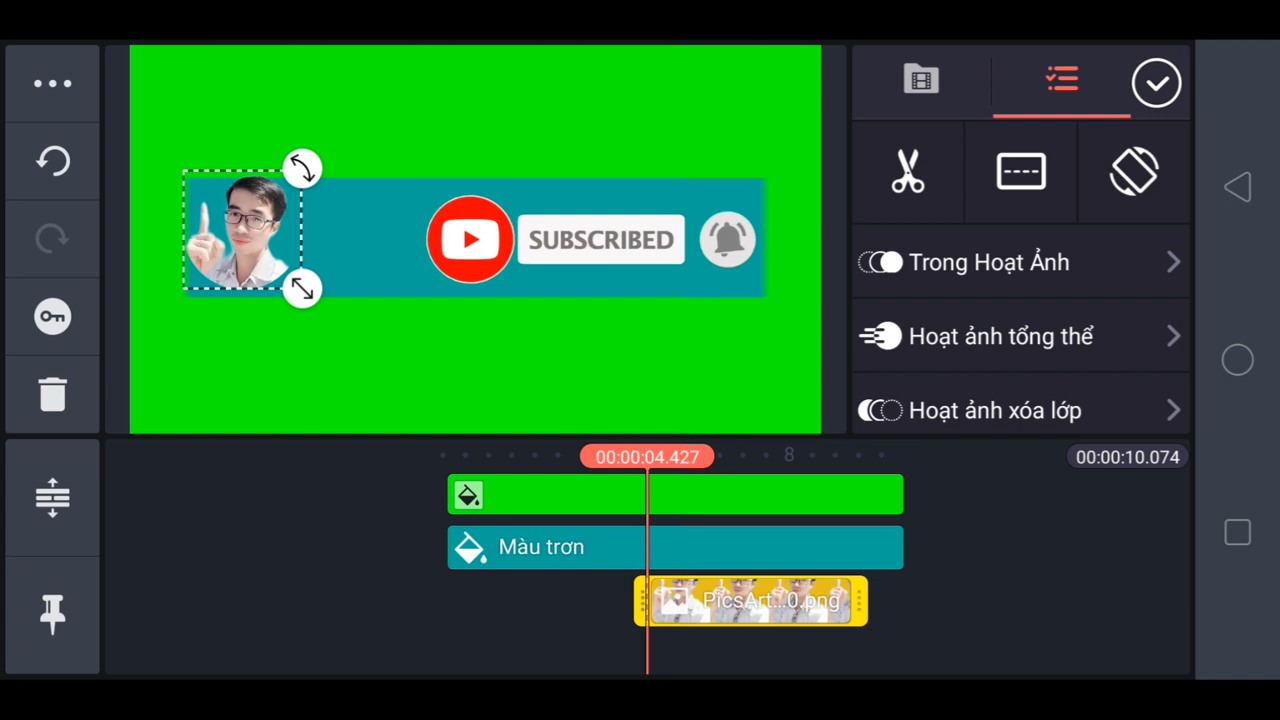 SUBSCRIBED
Trong Hoạt Ảnh
Hoạt ảnh tổng thể
Hoạt ảnh xóa lớp
00:00:04.427
8
00:00:10.074
Màu trơn
PicsArt...0.png